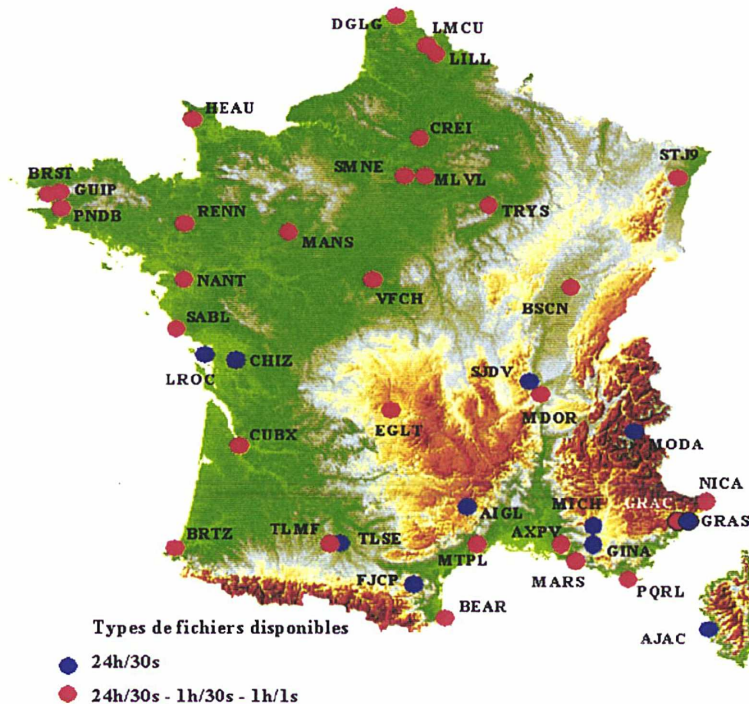 DGLG
LMCU
LILL
HEAU
CREI
BRST
GUIP
PNDB
SMNE
MLVL
STJ9
RENN
TRYS
MANS
NANT
VFCH
BSCN
SABL
LROC
CHIZ
SJDV
MDOR
EGLT
MODA
CUBX
NICA
GRAC
GRAS
AIGL
MICH
AXPV
BRTZ
TLMF
TLSE
MTPL
GINA
MARS
FJCP
PQRL
BEAR
AJAC
Types de fichiers disponibles
24h/30s
24h/30s - 1h/30s - 1h/1s